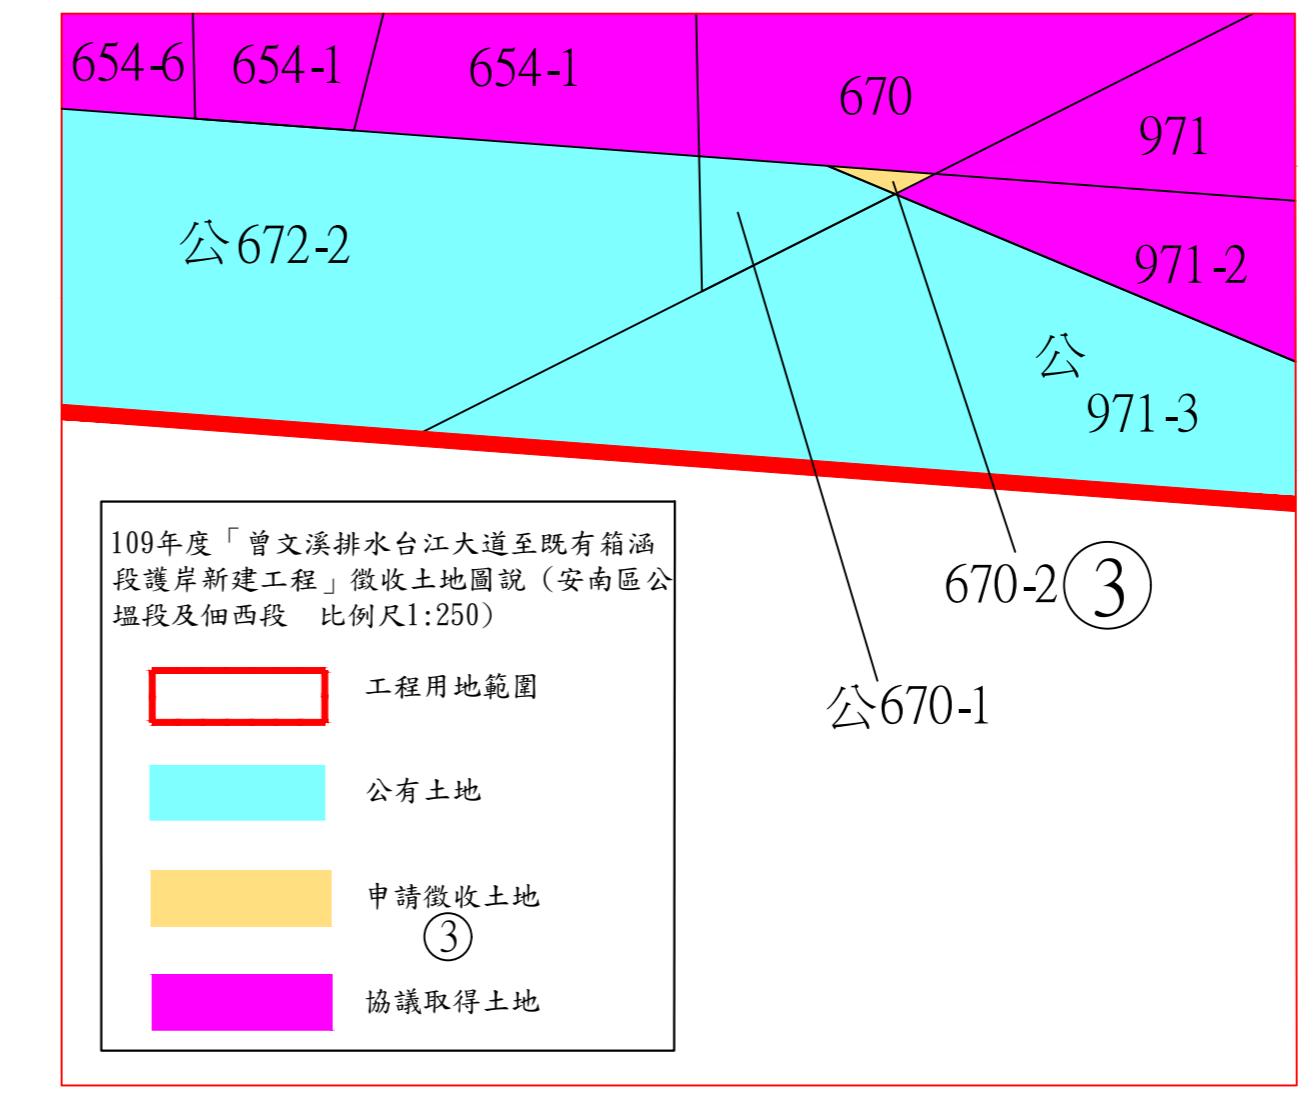 654-6
654-1
654-1
670
971
公672-2
971-2
公
971-3
670-2③
公670-1
109年度「曾文溪排水台江大道至既有箱涵
段護岸新建工程」徵收土地圖說（安南區公
塭段及佃西段　比例尺1:250）
工程用地範圍
公有土地
申請徵收土地
③
協議取得土地